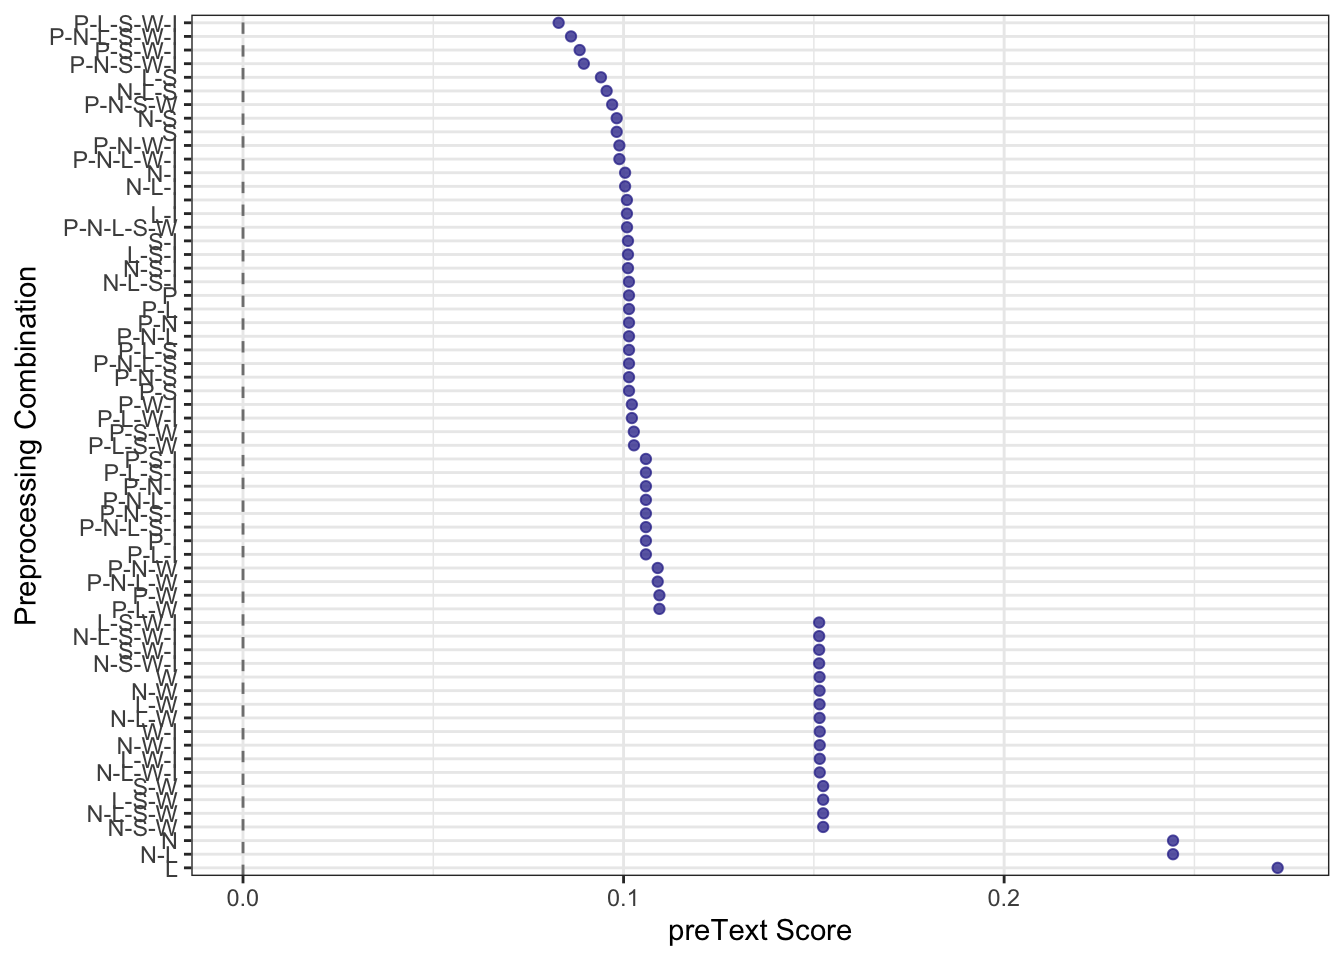 P-L-S-W-I
P-N-L-S-W-I
P-S-W-I
P-N-S-W-I
L-S
N-L-S
P-N-S-W
N-S
S
P-N-W-I
P-N-L-W-I
N-I
N-L-I
I
L-I
P-N-L-S-W
S-I
L-S-I
N-S-I
N-L-S-I
P
P-L
P-N
P-N-L
P-L-S
P-N-L-S
P-N-S
P-S
P-W-I
P-L-W-I
P-S-W
P-L-S-W
P-S-I
P-L-S-I
P-N-I
P-N-L-I
P-N-S-I
P-N-L-S-I
P-I
P-L-I
P-N-W
P-N-L-W
P-W
P-L-W
L-S-W-I
N-L-S-W-I
S-W-I
N-S-W-I
W
N-W
L-W
N-L-W
W-I
N-W-I
L-W-I
N-L-W-I
S-W
L-S-W
N-L-S-W
N-S-W
N
N-L
L
Preprocessing Combination
0.0
0.1
0.2
preText Score